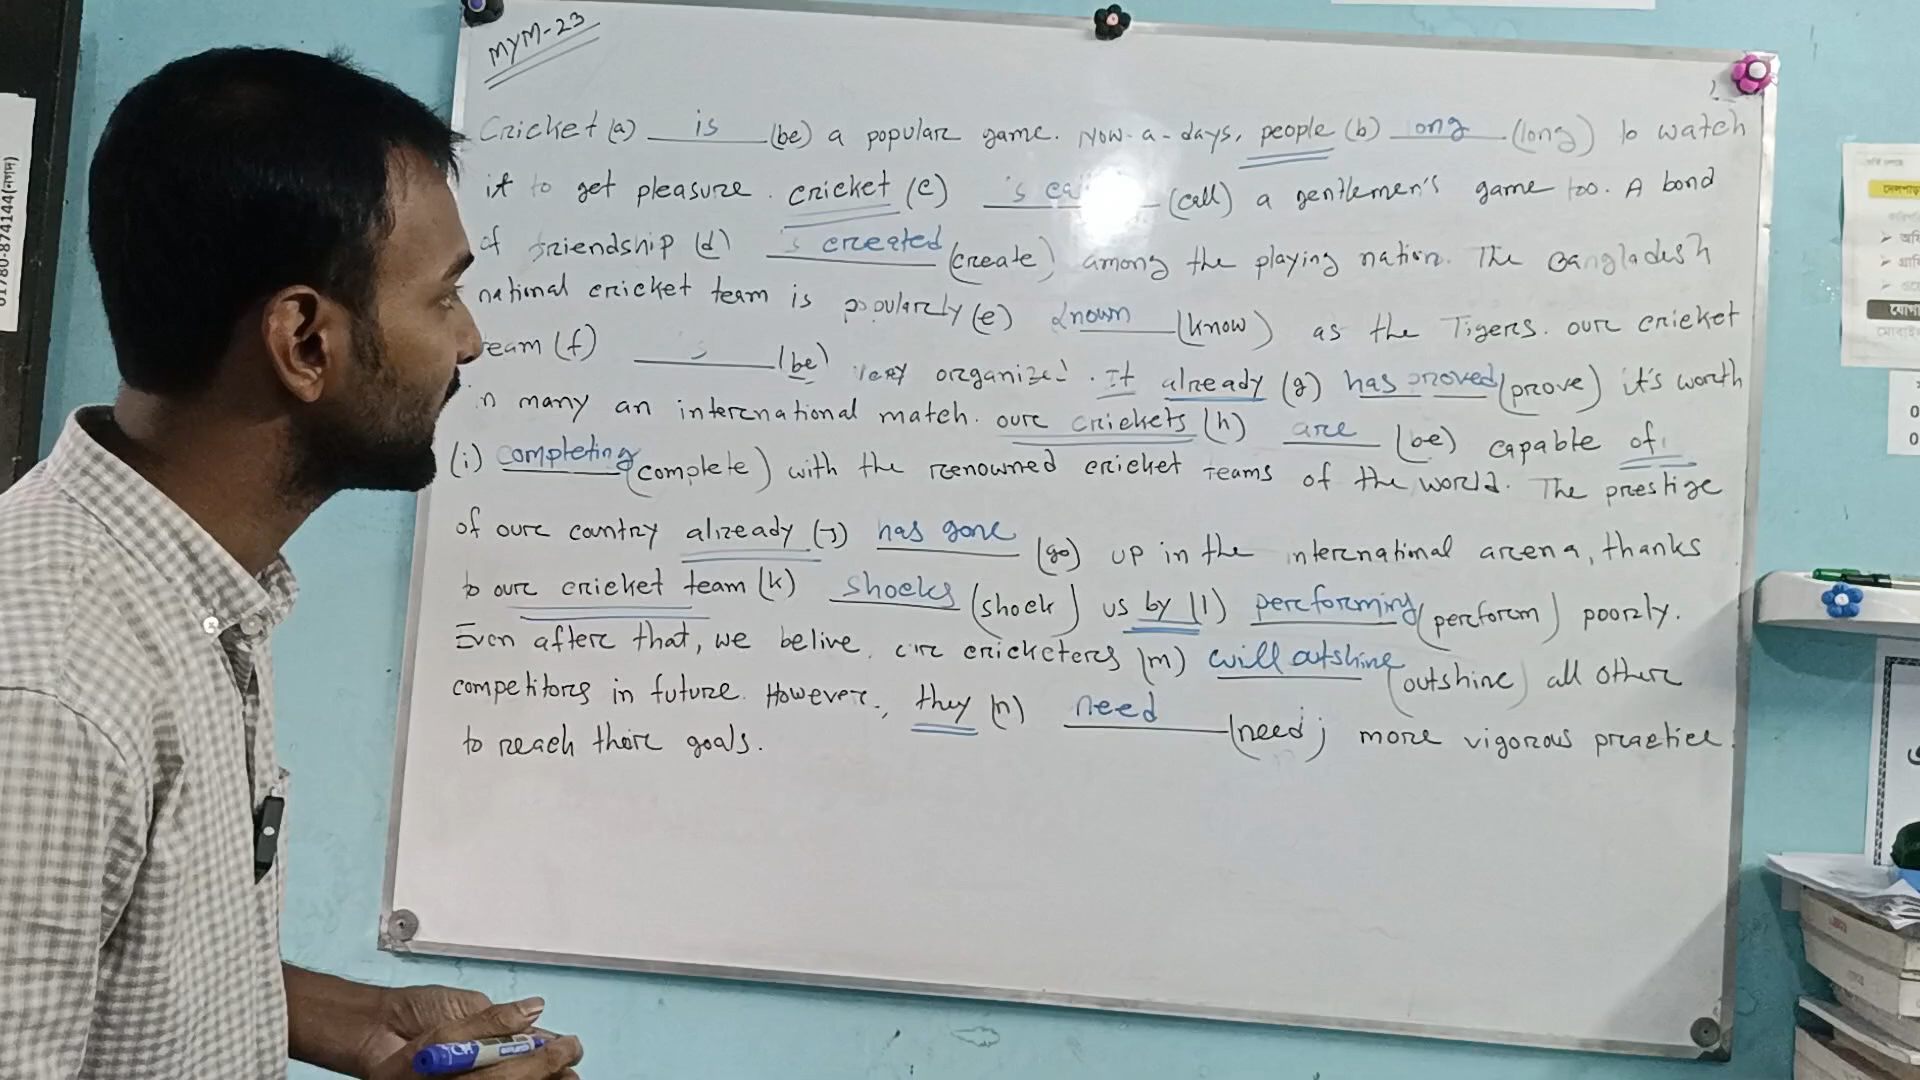 MYM-23
Cricket (a) is (be) a popular game. Now-a-days, people (b) ong (long) to watch
it to get pleasure. cricket (c) 's ca (call) a gentlemen's game too. A bond
of friendship (d) s created (create) among the playing nation. The Bangladesh
national cricket team is popularly (e) known (know) as the Tigers. our cricket
eam (f) s (be) very organized. It already (g) has proved (prove) it's worth
in many an international match. our crickets (h) are (be) capable of
(i) completing (complete) with the renowned cricket teams of the world. The prestige
of our country already (j) has gone (go) up in the international arena, thanks
to our cricket team (k) shocks (shock) us by (l) performing (perform) poorly.
Even after that, we belive our cricketers (m) will outshine (outshine) all other
competitors in future. However, they (n) need (need) more vigorous practice.
to reach their goals.
01780-874144(নগদ)